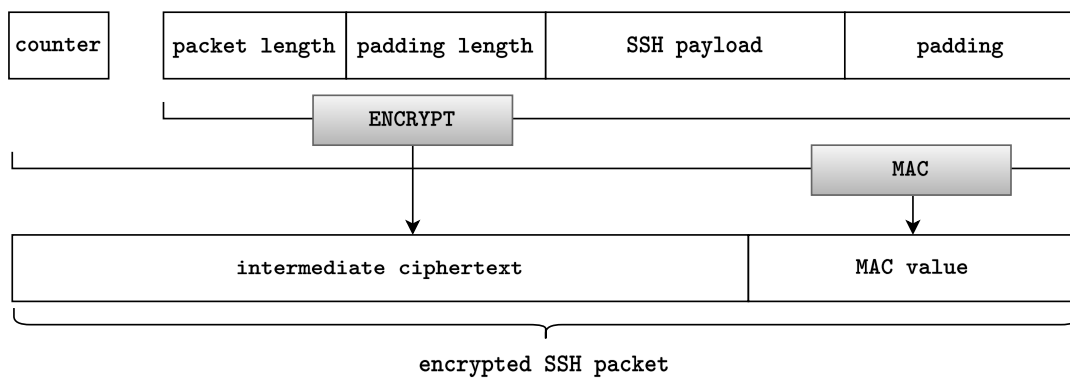 counter packet length padding length SSH payload padding
ENCRYPT
MAC
intermediate ciphertext MAC value
encrypted SSH packet